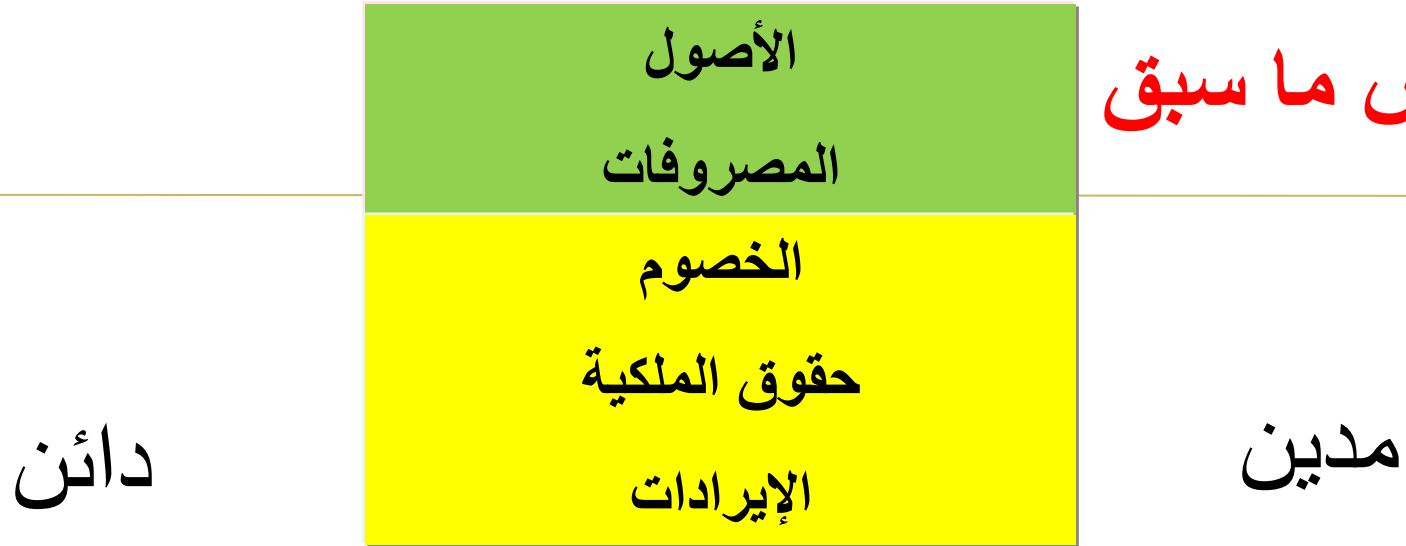 ما سبق
الأصول
المصروفات
الخصوم
حقوق الملكية
الإيرادات
مدين
دائن